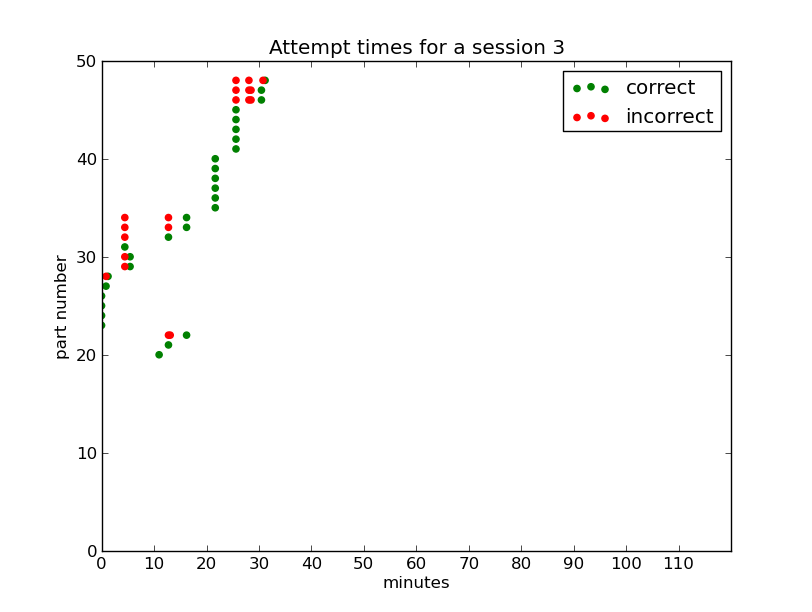 Attempt times for a session 3
correct
incorrect
50
40
30
20
10
0
part number
0 10 20 30 40 50 60 70 80 90 100 110
minutes